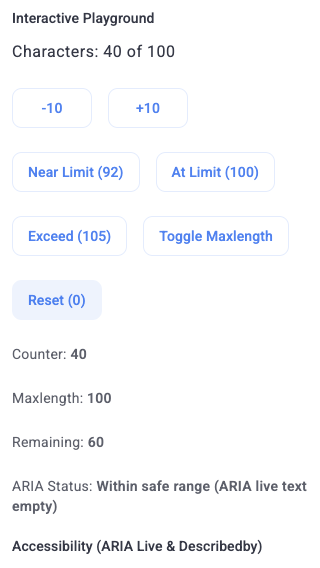 Interactive Playground
Characters: 40 of 100
-10
+10
Near Limit (92)
At Limit (100)
Exceed (105)
Toggle Maxlength
Reset (0)
Counter: 40
Maxlength: 100
Remaining: 60
ARIA Status: Within safe range (ARIA live text
empty)
Accessibility (ARIA Live & Describedby)